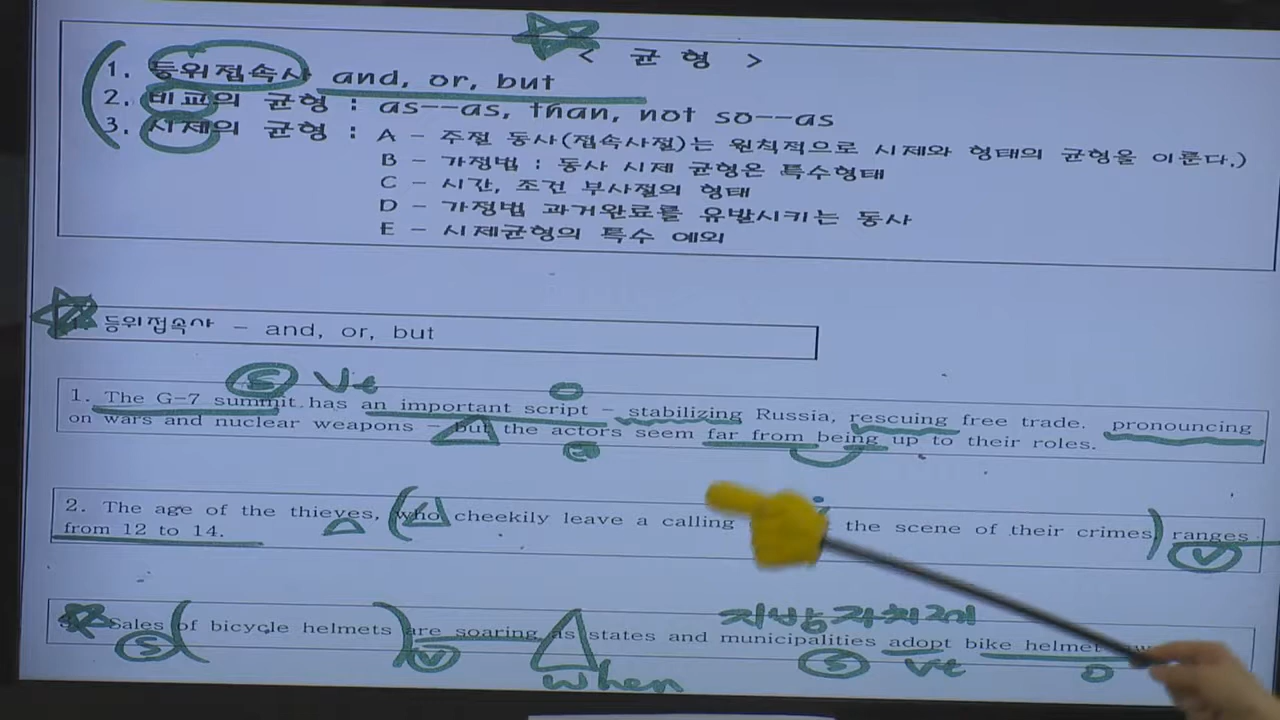 < 균 형 >
1. 등위접속사 and, or, but
2. 비교의 균형 : as--as, than, not so--as
3. 시제의 균형 : A - 주절 동사(접속사절)는 원칙적으로 시제와 형태의 균형을 이룬다.)
B - 가정법 : 동사 시제 균형은 특수형태
C - 시간, 조건 부사절의 형태
D - 가정법 과거완료를 유발시키는 동사
E - 시제균형의 특수 예외
등위접속사 - and, or, but
S Vt O
1. The G-7 summit has an important script - stabilizing Russia, rescuing free trade. pronouncing
on wars and nuclear weapons - but the actors seem far from being up to their roles.
2. The age of the thieves, who cheekily leave a calling the scene of their crimes, ranges
from 12 to 14.
V
지방자치단체
Sales of bicycle helmets are soaring as states and municipalities adopt bike helmet
S V when S Vt O